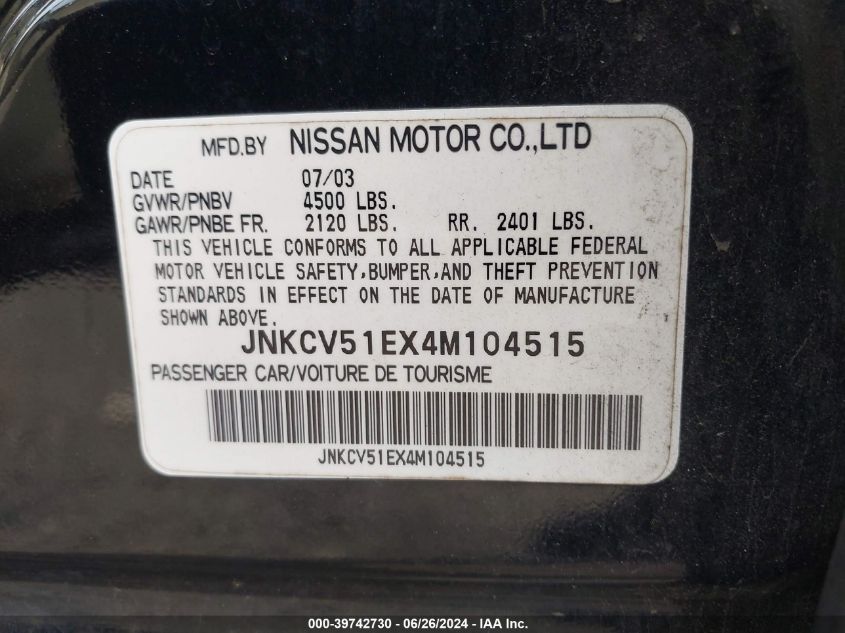 MFD.BY NISSAN MOTOR CO.,LTD
DATE 07/03
GVWR/PNBV 4500 LBS.
GAWR/PNBE FR. 2120 LBS. RR. 2401 LBS.
THIS VEHICLE CONFORMS TO ALL APPLICABLE FEDERAL
MOTOR VEHICLE SAFETY,BUMPER,AND THEFT PREVENTION
STANDARDS IN EFFECT ON THE DATE OF MANUFACTURE
SHOWN ABOVE.
JNKCV51EX4M104515
PASSENGER CAR/VOITURE DE TOURISME
JNKCV51EX4M104515
000-39742730 - 06/26/2024 - IAA Inc.